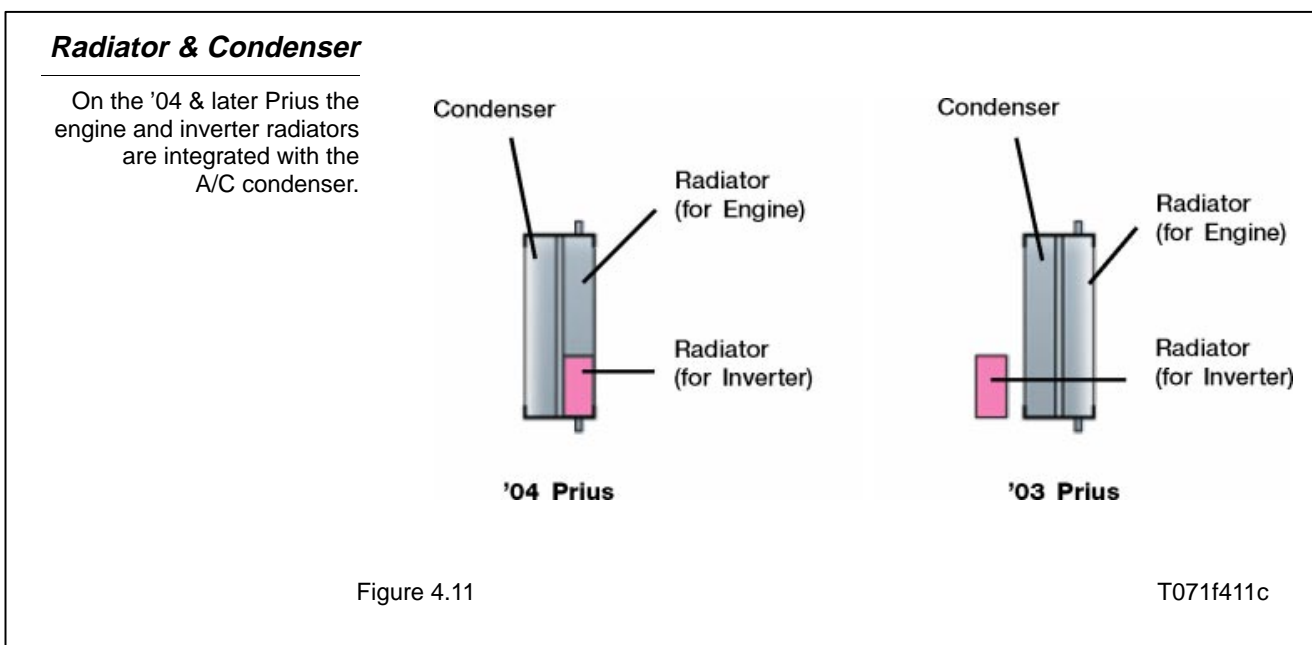 Radiator & Condenser
On the ’04 & later Prius the
engine and inverter radiators
are integrated with the
A/C condenser.
Condenser
Radiator
(for Engine)
Radiator
(for Inverter)
’04 Prius
Condenser
Radiator
(for Engine)
Radiator
(for Inverter)
’03 Prius
Figure 4.11
T071f411c